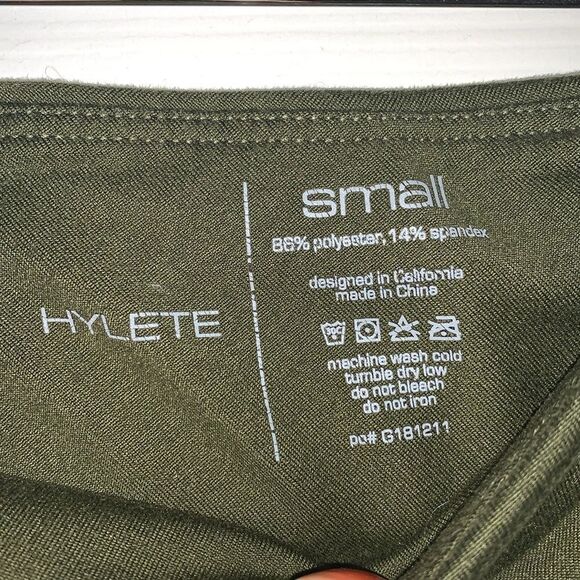 HYLETE
small
86% polyester, 14% spandex
designed in California
made in China
30C
machine wash cold
tumble dry low
do not bleach
do not iron
po# G181211